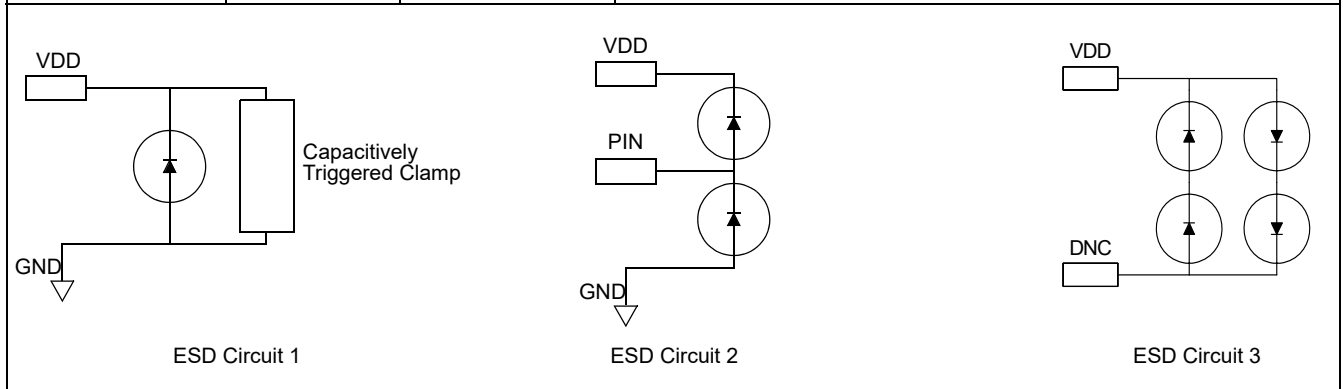 VDD
Capacitively
Triggered Clamp
GND
ESD Circuit 1
VDD
PIN
GND
ESD Circuit 2
VDD
DNC
ESD Circuit 3